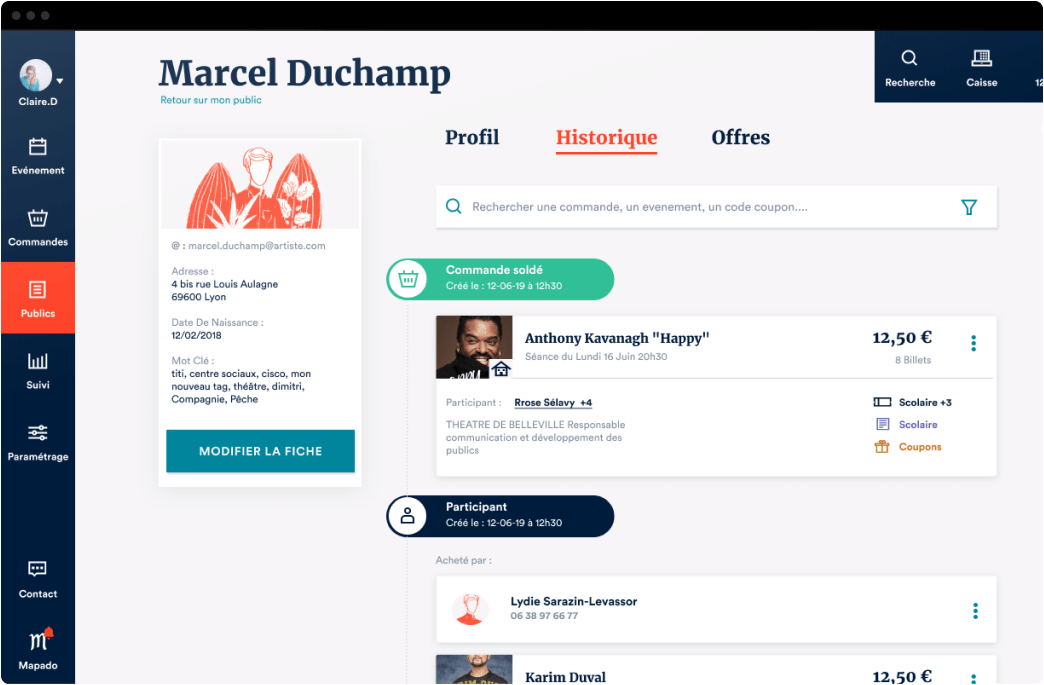 Marcel Duchamp
Retour sur mon public
Recherche
Caisse
12
Claire.D
Evénement
Commandes
Publics
Suivi
Paramétrage
Contact
Mapado
@ : marcel.duchamp@artiste.com
Adresse :
4 bis rue Louis Aulagne
69600 Lyon
Date De Naissance :
12/02/2018
Mot Clé :
titi, centre sociaux, cisco, mon
nouveau tag, théâtre, dimitri,
Compagnie, Pêche
MODIFIER LA FICHE
Profil
Historique
Offres
Rechercher une commande, un evenement, un code coupon....
Commande soldé
Créé le : 12-06-19 à 12h30
Anthony Kavanagh "Happy"
Séance du Lundi 16 Juin 20h30
12,50 €
8 Billets
Participant :
Rrose Sélavy +4
THEATRE DE BELLEVILLE Responsable
communication et développement des
publics
Scolaire +3
Scolaire
Coupons
Participant
Créé le : 12-06-19 à 12h30
Acheté par :
Lydie Sarazin-Levassor
06 38 97 66 77
Karim Duval
12,50 €